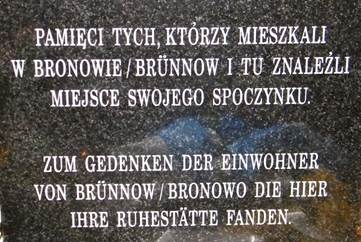 PAMIĘCI TYCH, KTÓRZY MIESZKALI
W BRONOWIE/BRÜNNOW I TU ZNALEŹLI
MIEJSCE SWOJEGO SPOCZYNKU.
ZUM GEDENKEN DER EINWOHNER
VON BRÜNNOW/BRONOWO DIE HIER
IHRE RUHESTÄTTE FANDEN.